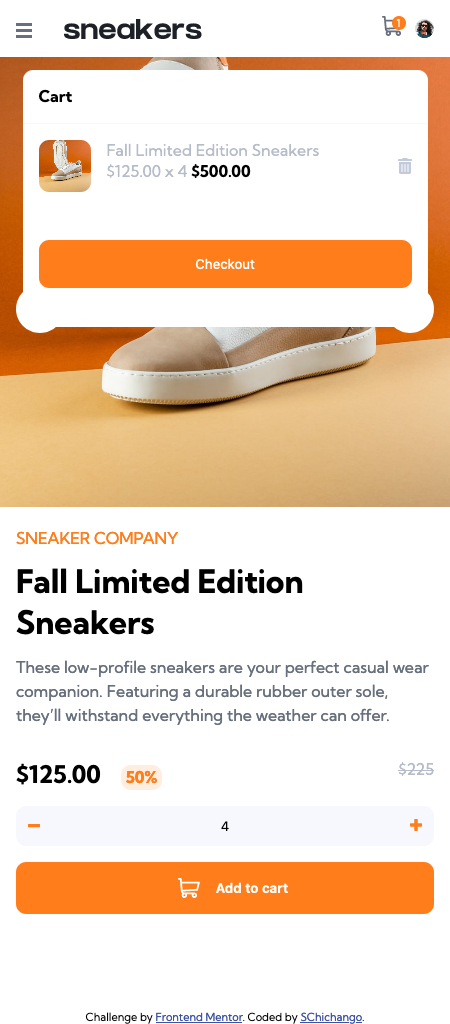 sneakers
1
Cart
Fall Limited Edition Sneakers
$125.00 x 4 $500.00
Checkout
SNEAKER COMPANY
Fall Limited Edition
Sneakers
These low-profile sneakers are your perfect casual wear
companion. Featuring a durable rubber outer sole,
they’ll withstand everything the weather can offer.
$125.00 50% $225
4
Add to cart
Challenge by Frontend Mentor. Coded by SChichango.